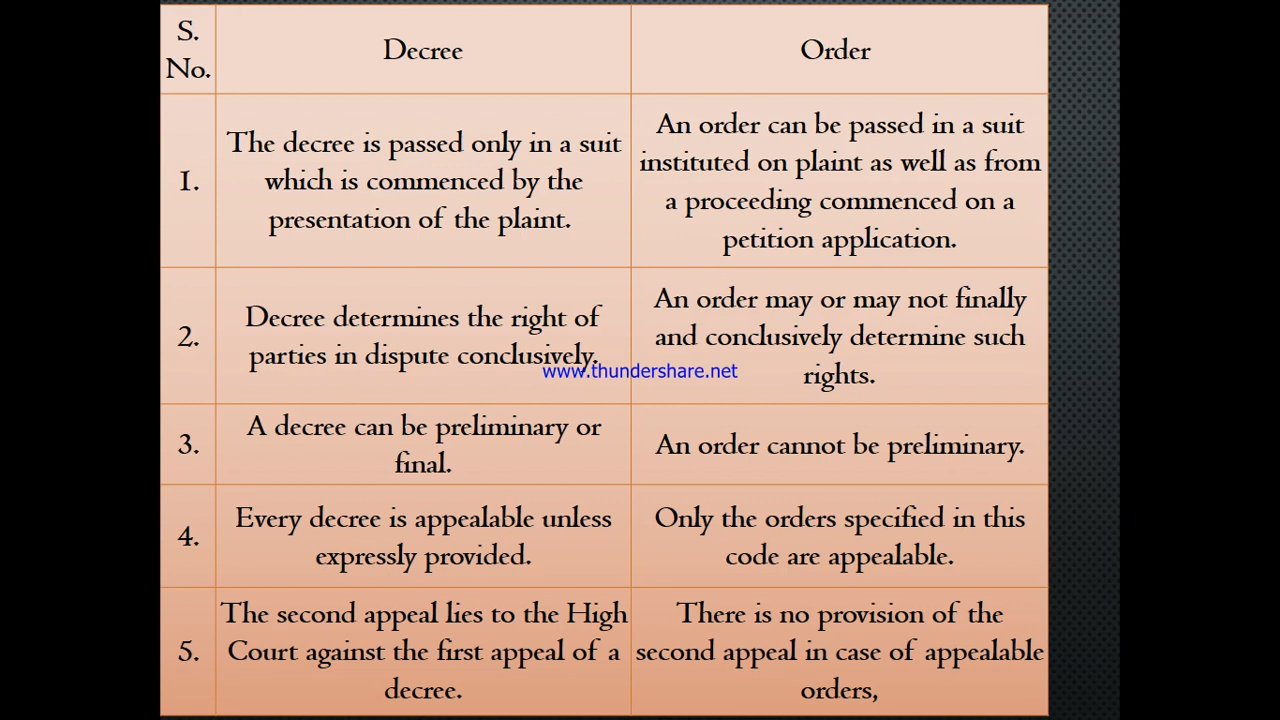 S.
No.
Decree
Order
1.
The decree is passed only in a suit
which is commenced by the
presentation of the plaint.
An order can be passed in a suit
instituted on plaint as well as from
a proceeding commenced on a
petition application.
2.
Decree determines the right of
parties in dispute conclusively.
An order may or may not finally
and conclusively determine such
rights.
www.thundershare.net
3.
A decree can be preliminary or
final.
An order cannot be preliminary.
4.
Every decree is appealable unless
expressly provided.
Only the orders specified in this
code are appealable.
5.
The second appeal lies to the High
Court against the first appeal of a
decree.
There is no provision of the
second appeal in case of appealable
orders,